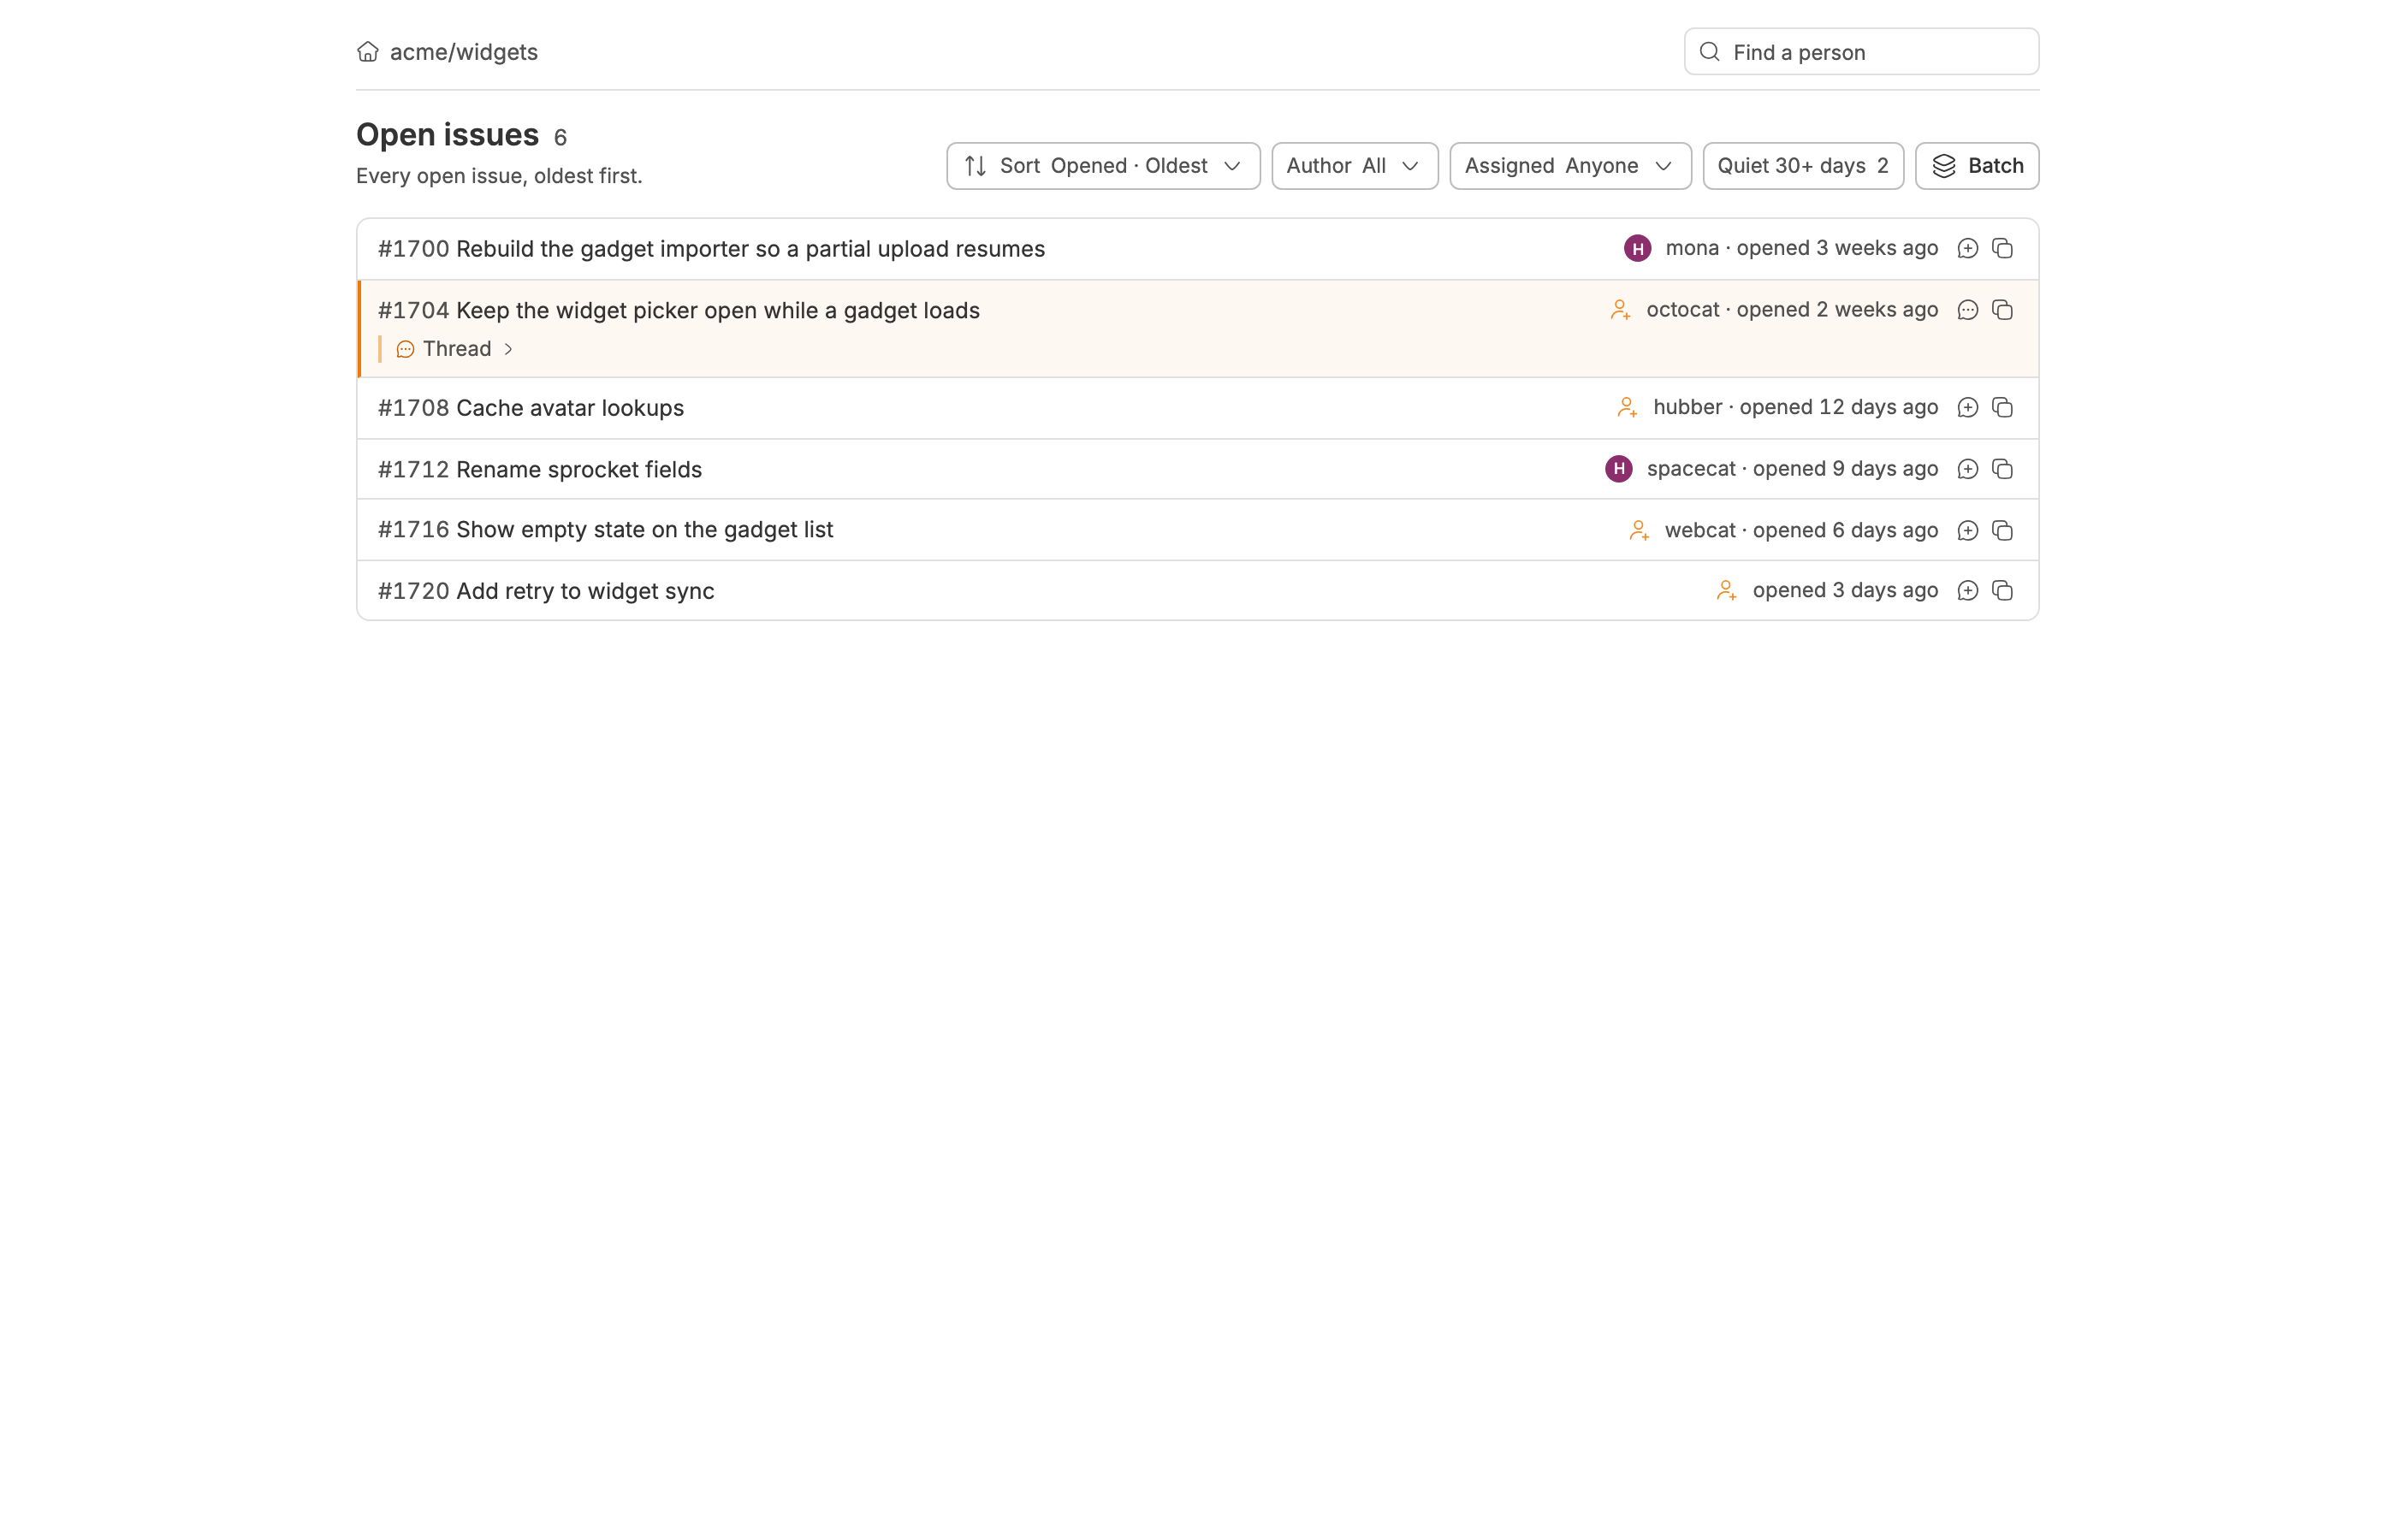 acme/widgets
Find a person
Open issues 6
Every open issue, oldest first.
Sort Opened · Oldest
Author All
Assigned Anyone
Quiet 30+ days 2
Batch
#1700 Rebuild the gadget importer so a partial upload resumes
H mona · opened 3 weeks ago
#1704 Keep the widget picker open while a gadget loads
octocat · opened 2 weeks ago
Thread
#1708 Cache avatar lookups
hubber · opened 12 days ago
#1712 Rename sprocket fields
H spacecat · opened 9 days ago
#1716 Show empty state on the gadget list
webcat · opened 6 days ago
#1720 Add retry to widget sync
opened 3 days ago